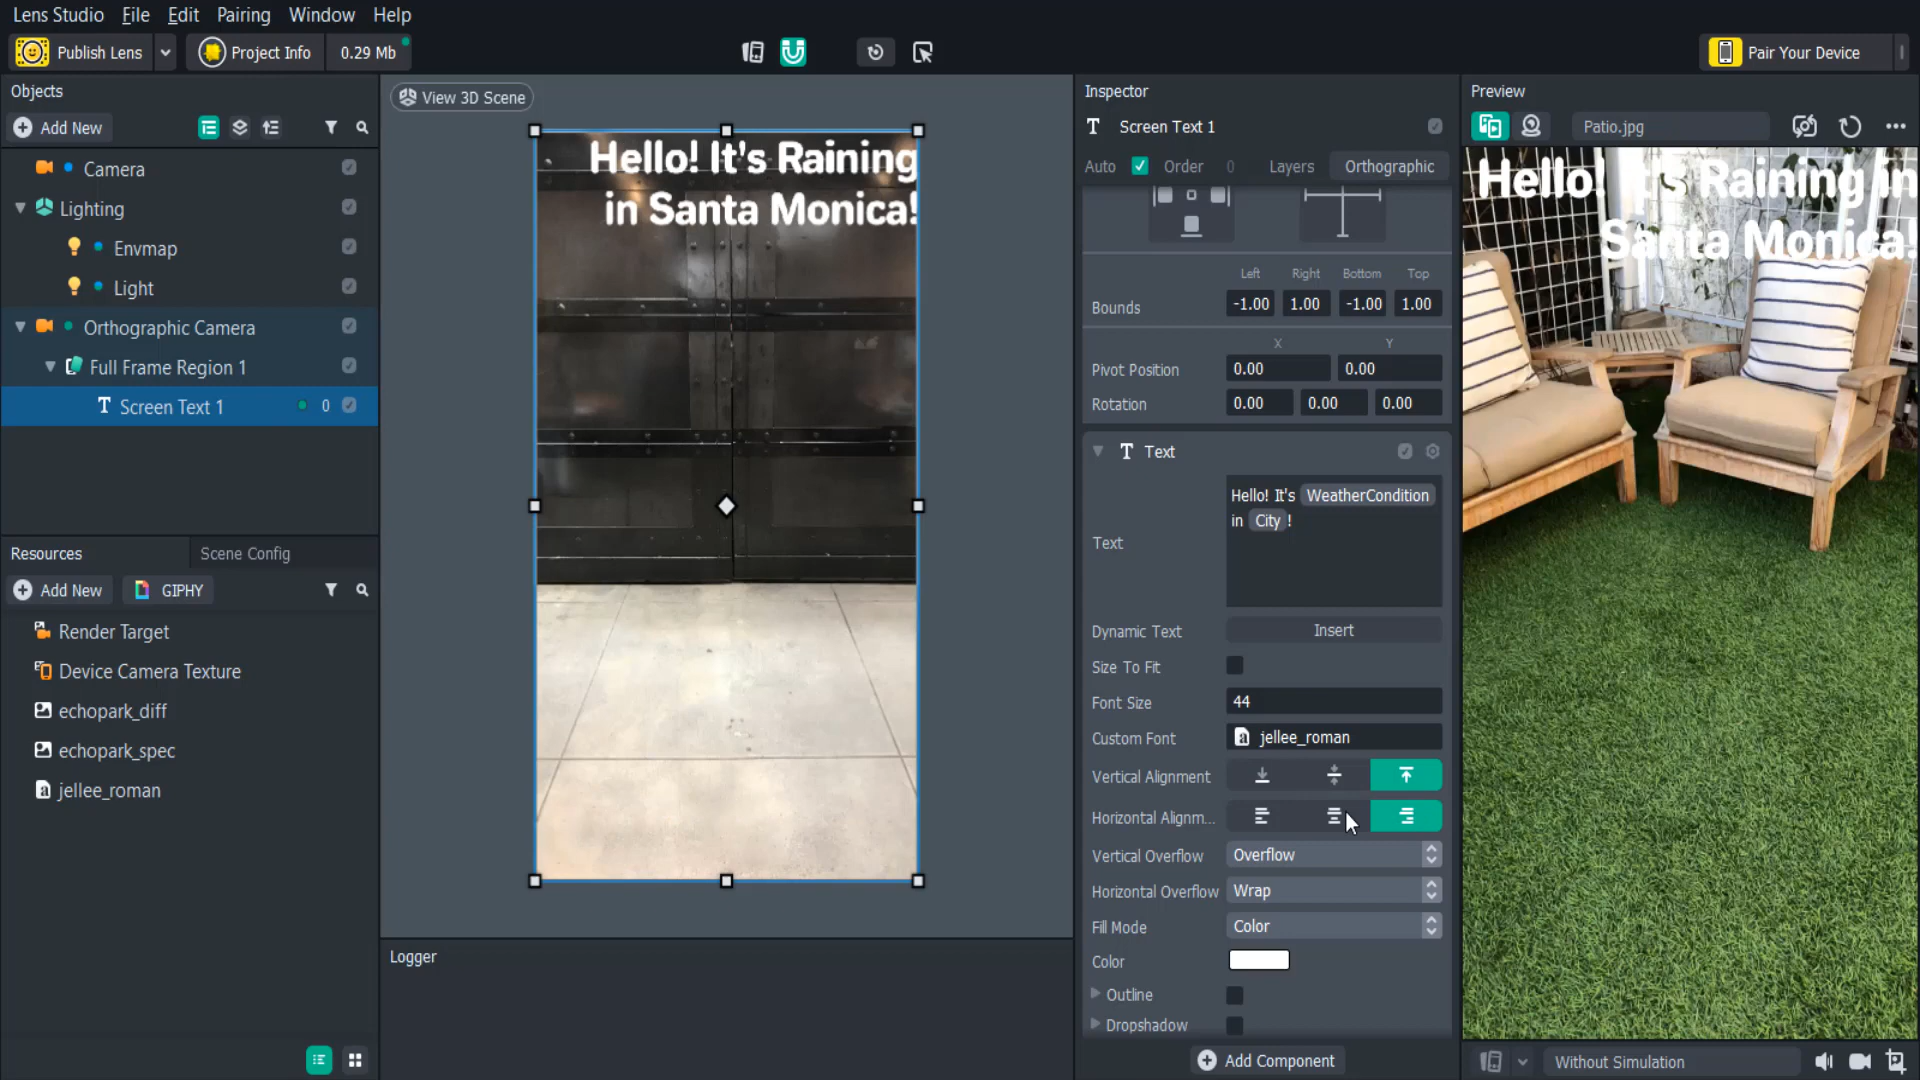 Lens Studio File Edit Pairing Window Help
Publish Lens Project Info 0.29 Mb Pair Your Device
Objects
Add New
Camera
Lighting
Envmap
Light
Orthographic Camera
Full Frame Region 1
Screen Text 1 0
Resources Scene Config
Add New GIPHY
Render Target
Device Camera Texture
echopark_diff
echopark_spec
jellee_roman
View 3D Scene
Hello! It's Raining
in Santa Monica!
Logger
Inspector
Screen Text 1
Auto Order 0 Layers Orthographic
Left Right Bottom Top
Bounds -1.00 1.00 -1.00 1.00
X Y
Pivot Position 0.00 0.00
Rotation 0.00 0.00 0.00
Text
Text Hello! It's WeatherCondition
in City !
Dynamic Text Insert
Size To Fit
Font Size 44
Custom Font jellee_roman
Vertical Alignment
Horizontal Alignm...
Vertical Overflow Overflow
Horizontal Overflow Wrap
Fill Mode Color
Color
Outline
Dropshadow
Add Component
Preview
Patio.jpg
Hello! It's Raining in
Santa Monica!
Without Simulation